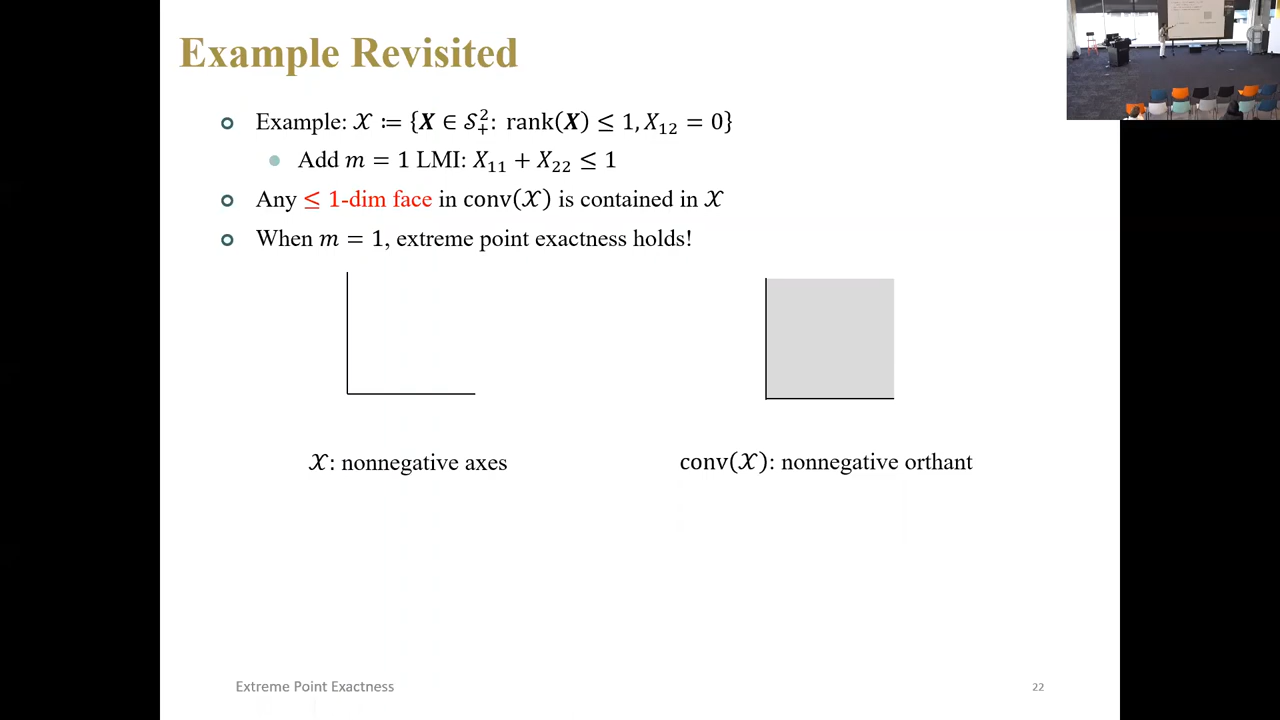 Example Revisited
Example: 𝒳 ≔ {𝑿 ∈ 𝒮₊²: rank(𝑿) ≤ 1, 𝑋₁₂ = 0}
Add 𝑚 = 1 LMI: 𝑋₁₁ + 𝑋₂₂ ≤ 1
Any ≤ 1-dim face in conv(𝒳) is contained in 𝒳
When 𝑚 = 1, extreme point exactness holds!
𝒳: nonnegative axes
conv(𝒳): nonnegative orthant
Extreme Point Exactness
22